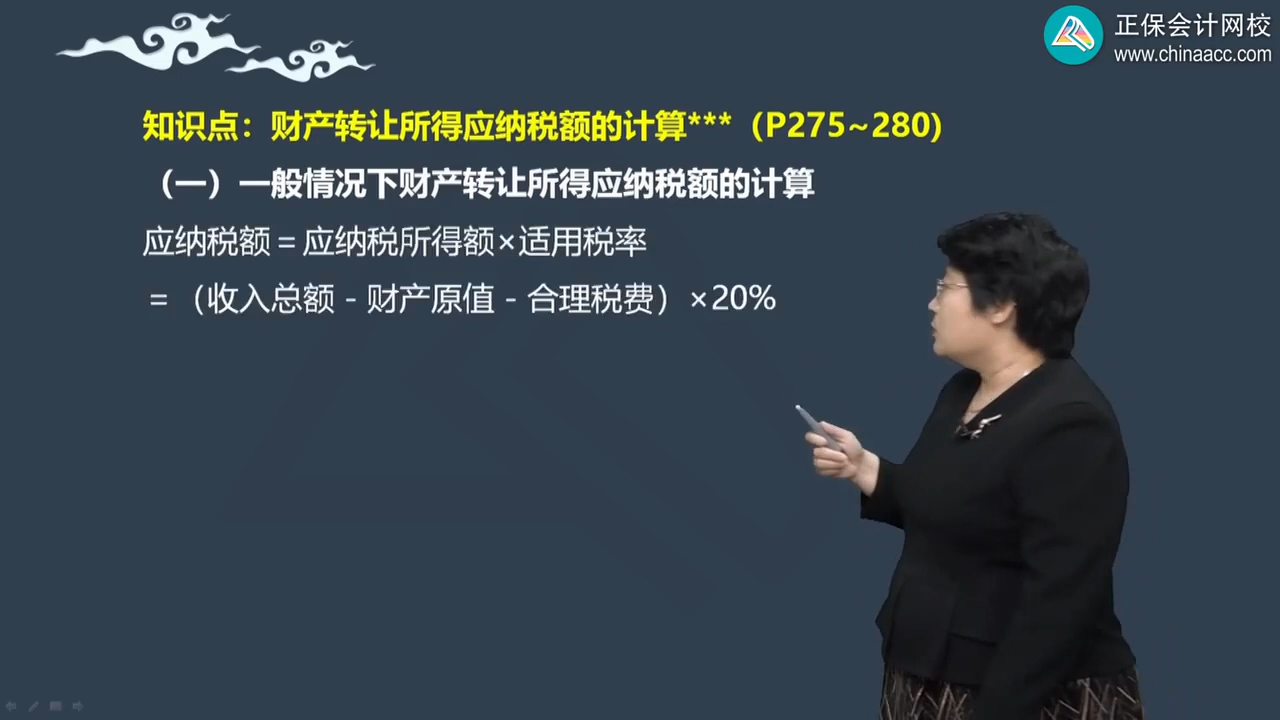 正保会计网校
www.chinaacc.com
知识点：财产转让所得应纳税额的计算***（P275~280)
（一）一般情况下财产转让所得应纳税额的计算
应纳税额＝应纳税所得额×适用税率
＝（收入总额－财产原值－合理税费）×20%